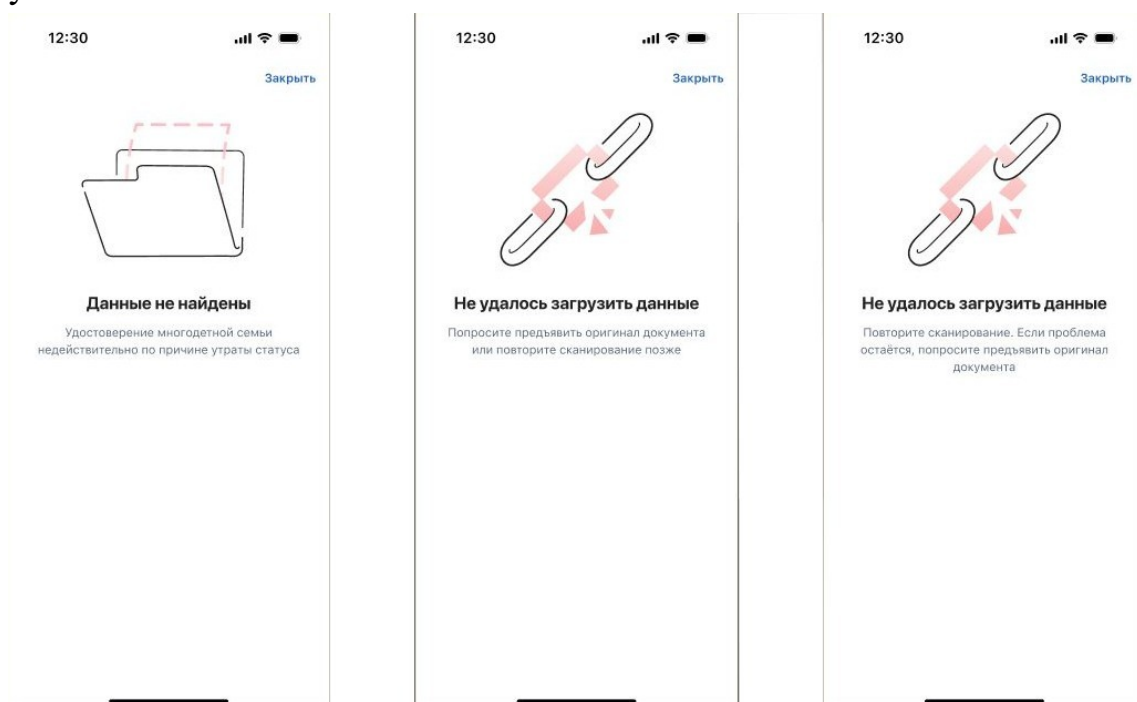 у
12:30
Закрыть
Данные не найдены
Удостоверение многодетной семьи
недействительно по причине утраты статуса
12:30
Закрыть
Не удалось загрузить данные
Попросите предъявить оригинал документа
или повторите сканирование позже
12:30
Закрыть
Не удалось загрузить данные
Повторите сканирование. Если проблема
остаётся, попросите предъявить оригинал
документа